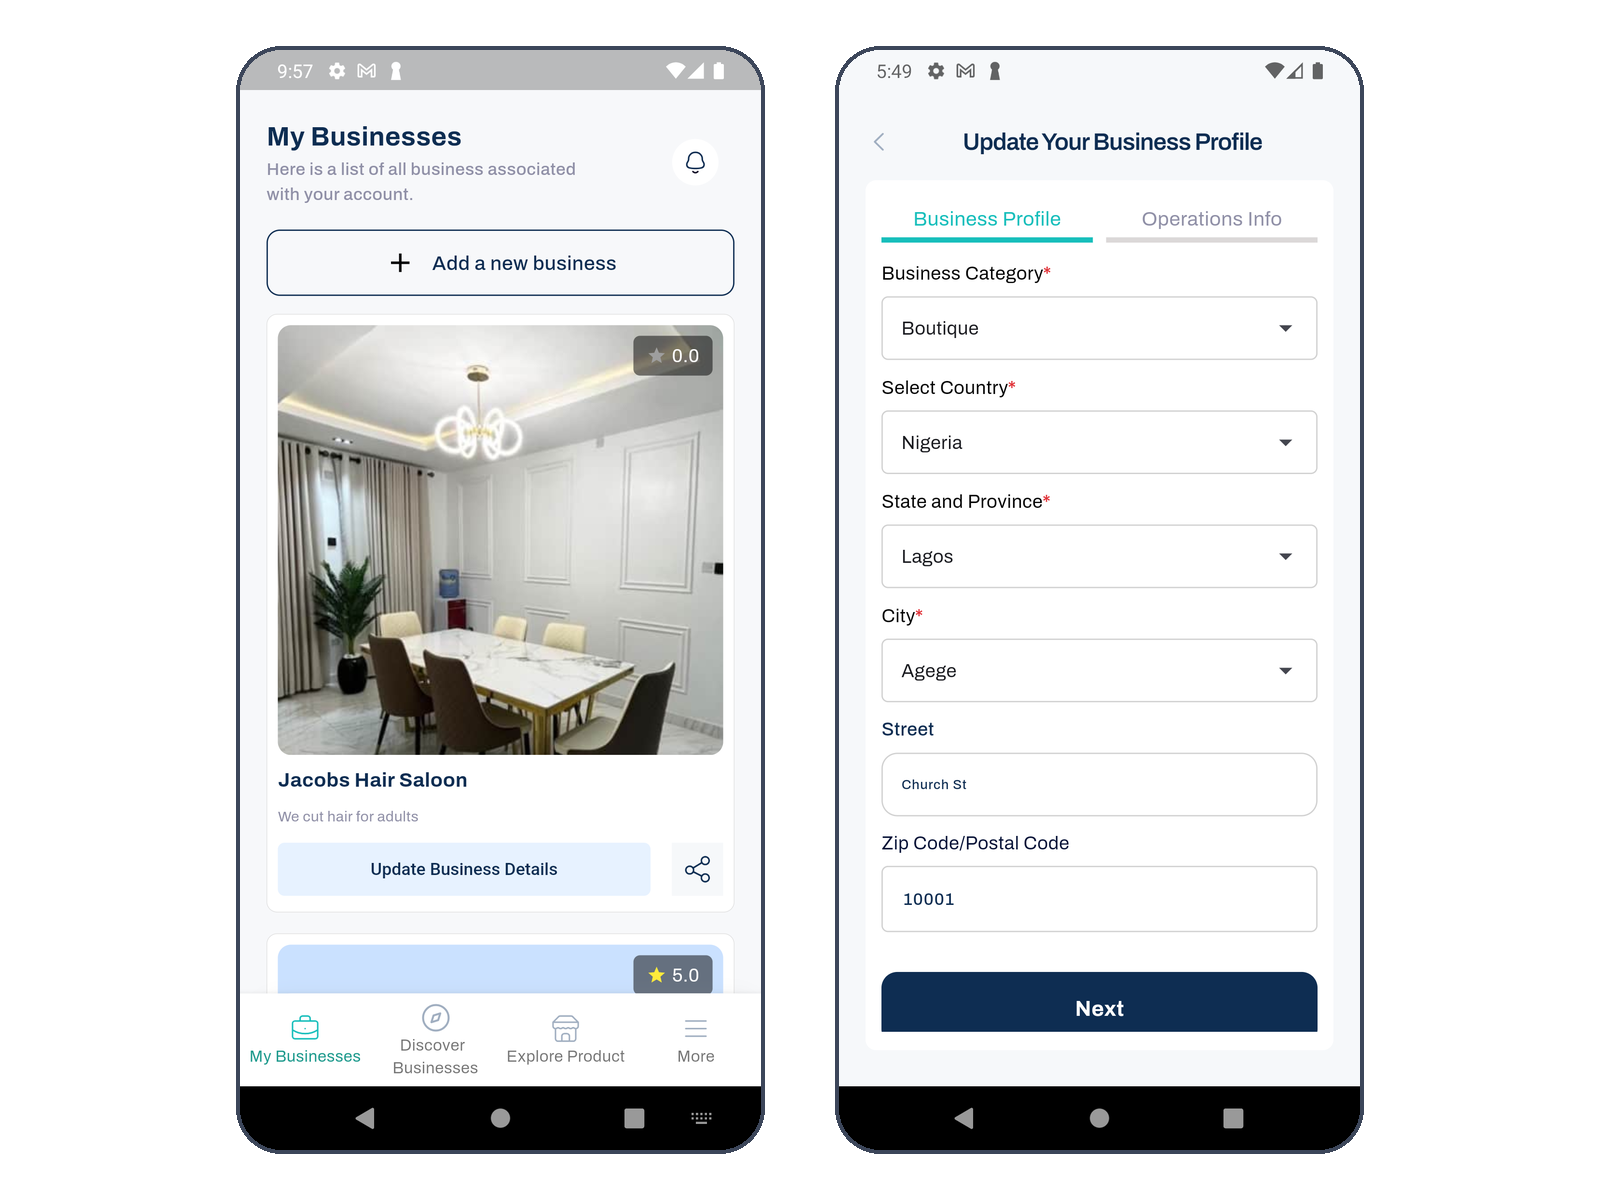 9:57
My Businesses
Here is a list of all business associated
with your account.
Add a new business
0.0
Jacobs Hair Saloon
We cut hair for adults
Update Business Details
5.0
My Businesses
Discover
Businesses
Explore Product
More
5:49
Update Your Business Profile
Business Profile
Operations Info
Business Category*
Boutique
Select Country*
Nigeria
State and Province*
Lagos
City*
Agege
Street
Church St
Zip Code/Postal Code
10001
Next